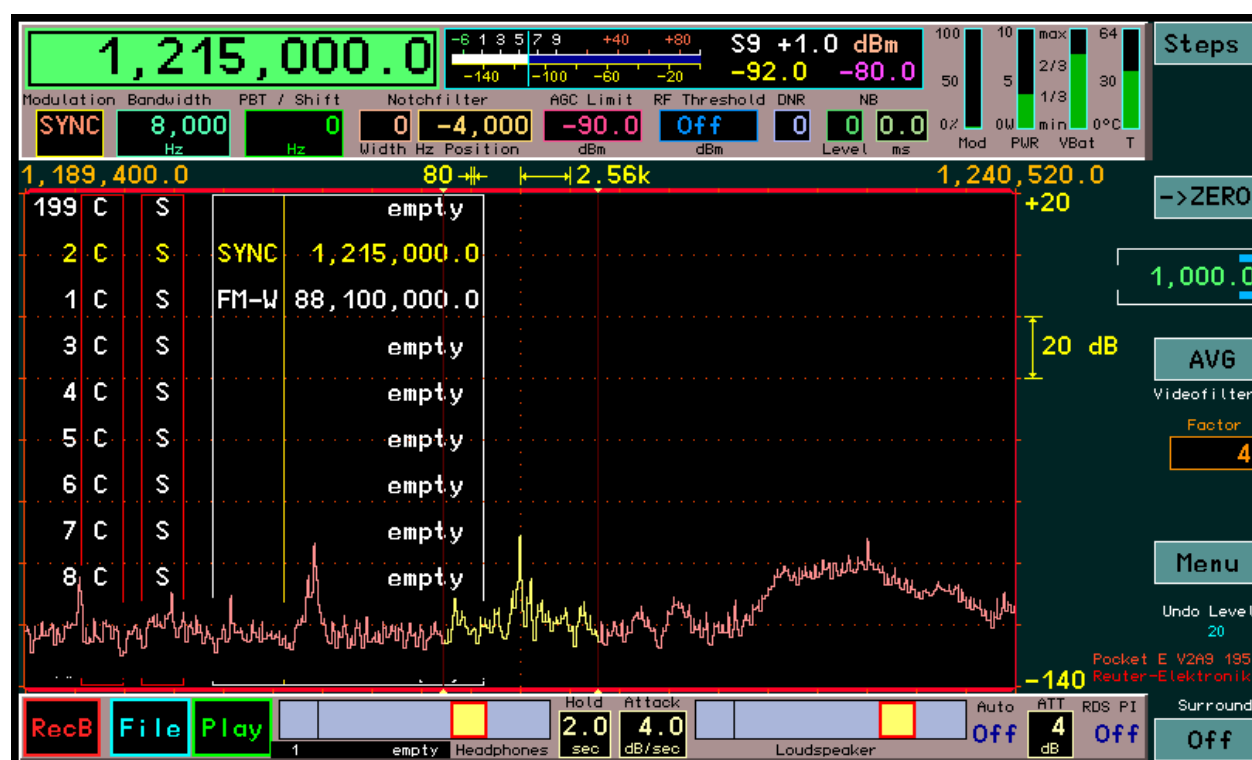 1,215,000.0
-6 1 3 5 7 9 +40 +80
-140 -100 -60 -20
S9 +1.0 dBm
-92.0 -80.0
100 50 0%
Mod
10 5 0W
PWR
max 2/3 1/3 min
VBat
64 30 0°C
T
Steps
Modulation Bandwidth PBT / Shift Notchfilter AGC Limit RF Threshold DNR NB
SYNC 8,000 0 0 -4,000 -90.0 Off 0 0 0.0
Hz Hz Width Hz Position dBm dBm Level ms
1,189,400.0 80 2.56k 1,240,520.0
199 C S empty
+20
2 C S SYNC 1,215,000.0
1 C S FM-W 88,100,000.0
3 C S empty
20 dB
4 C S empty
5 C S empty
6 C S empty
7 C S empty
8 C S empty
-140
->ZERO
1,000.0
AVG
Videofilter
Factor
4
Menu
Undo Level
20
Pocket E V2A9 195
Reuter-Elektronik
Surround
Off
RecB File Play
1 empty Headphones
Hold Attack
2.0 4.0
sec dB/sec
Loudspeaker
Auto ATT RDS PI
Off 4 Off
dB